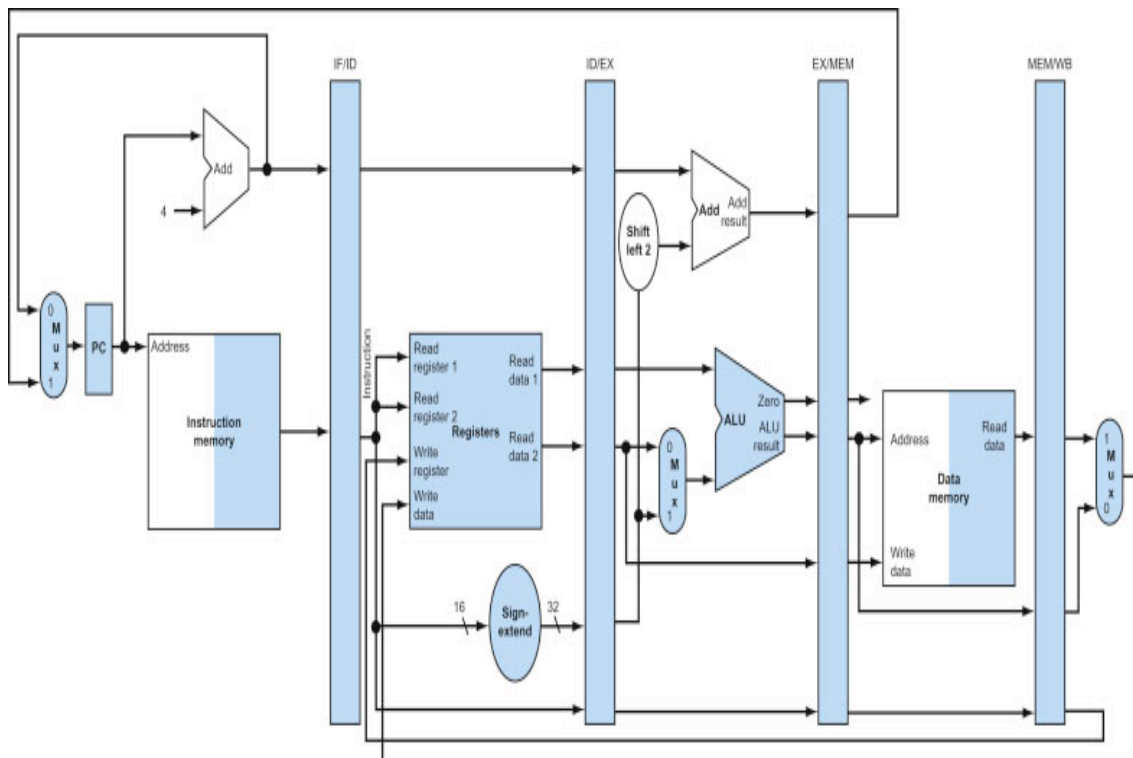 IF/ID
ID/EX
EX/MEM
MEM/WB
Add
4
Shift
left 2
Add
Add
result
0
M
u
x
1
PC
Address
Instruction
memory
Instruction
Read
register 1
Read
register 2
Registers
Write
register
Write
data
Read
data 1
Read
data 2
0
M
u
x
1
Zero
ALU
ALU
result
Address
Read
data
Data
memory
Write
data
1
M
u
x
0
16
Sign-
extend
32